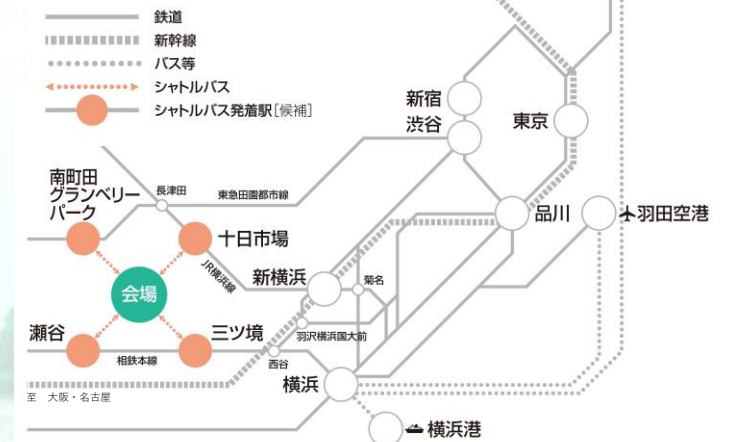 鉄道
新幹線
バス等
シャトルバス
シャトルバス発着駅[候補]
新宿
渋谷
東京
南町田
グランベリー
パーク
長津田
東急田園都市線
品川
羽田空港
十日市場
JR横浜線
新横浜
菊名
会場
瀬谷
三ツ境
羽沢横浜国大前
相鉄本線
西谷
横浜
至 大阪・名古屋
横浜港